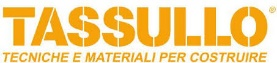 TASSULLO®
TECNICHE E MATERIALI PER COSTRUIRE